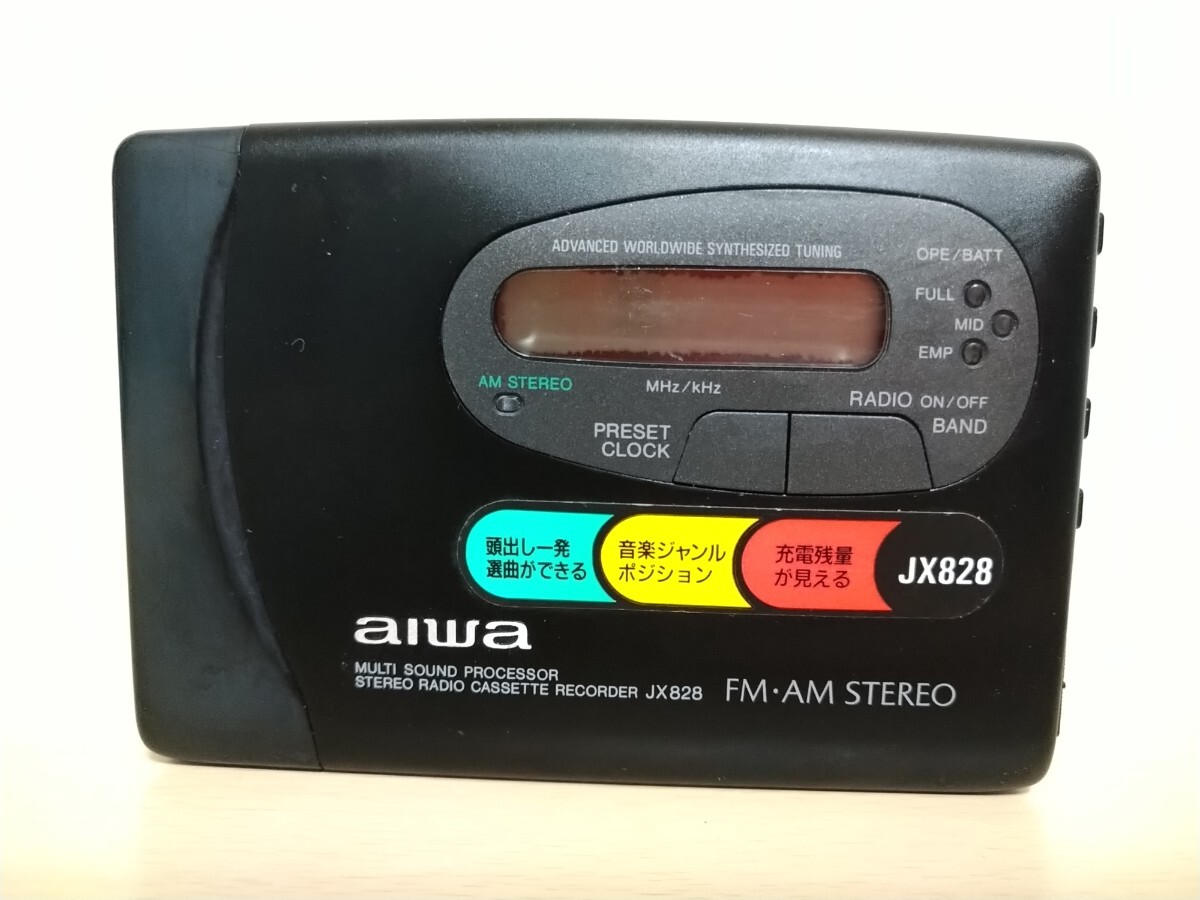 ADVANCED WORLDWIDE SYNTHESIZED TUNING
OPE/BATT
FULL
MID
EMP
AM STEREO
MHz/kHz
RADIO ON/OFF
BAND
PRESET
CLOCK
頭出し一発
選曲ができる
音楽ジャンル
ポジション
充電残量
が見える
JX828
aiwa
MULTI SOUND PROCESSOR
STEREO RADIO CASSETTE RECORDER JX828
FM・AM STEREO